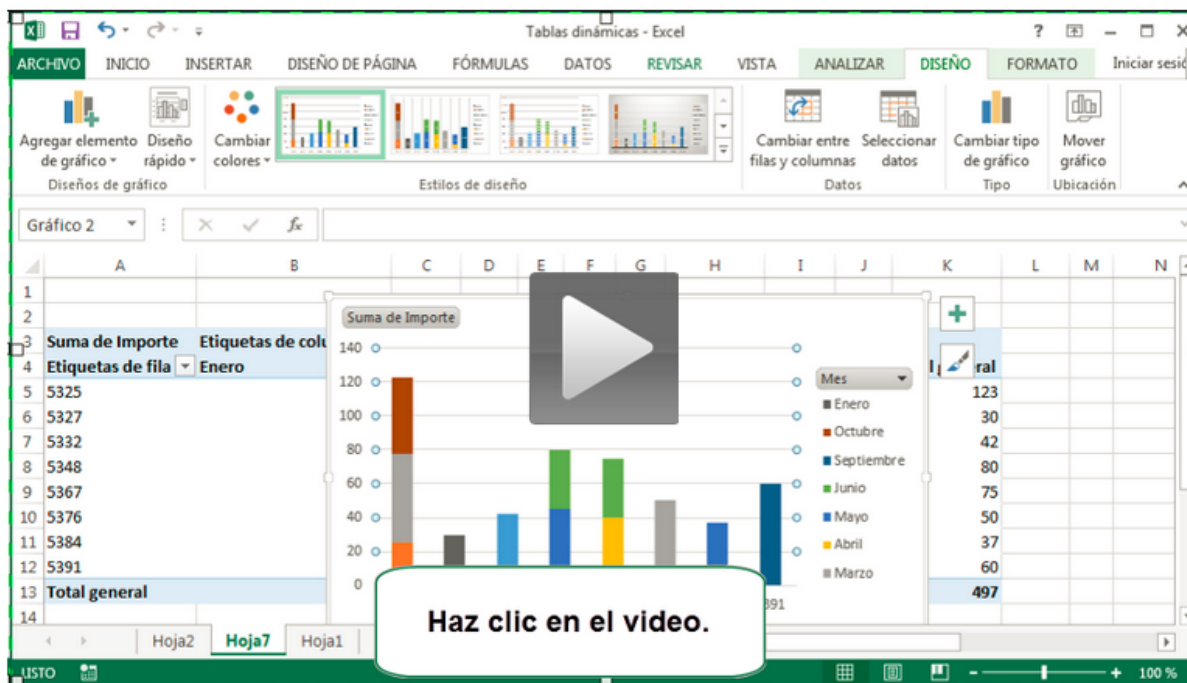 Tablas dinámicas - Excel
ARCHIVO INICIO INSERTAR DISEÑO DE PÁGINA FÓRMULAS DATOS REVISAR VISTA ANALIZAR DISEÑO FORMATO Iniciar
Agregar elemento de gráfico
Diseño rápido
Cambiar colores
Cambiar entre filas y columnas
Seleccionar datos
Cambiar tipo de gráfico
Mover gráfico
Diseños de gráfico
Estilos de diseño
Datos
Tipo
Ubicación
Gráfico 2
fx
A B C D E F G H I J K L M N
1
2
3 Suma de Importe Etiquetas de
4 Etiquetas de fila Enero
5 5325 123
6 5327 30
7 5332 42
8 5348 80
9 5367 75
10 5376 50
11 5384 37
12 5391 60
13 Total general 497
14
Suma de Importe
140
120
100
80
60
40
20
0
Mes
Enero
Octubre
Septiembre
Junio
Mayo
Abril
Marzo
Haz clic en el video.
Hoja2 Hoja7 Hoja1
LISTO
100 %